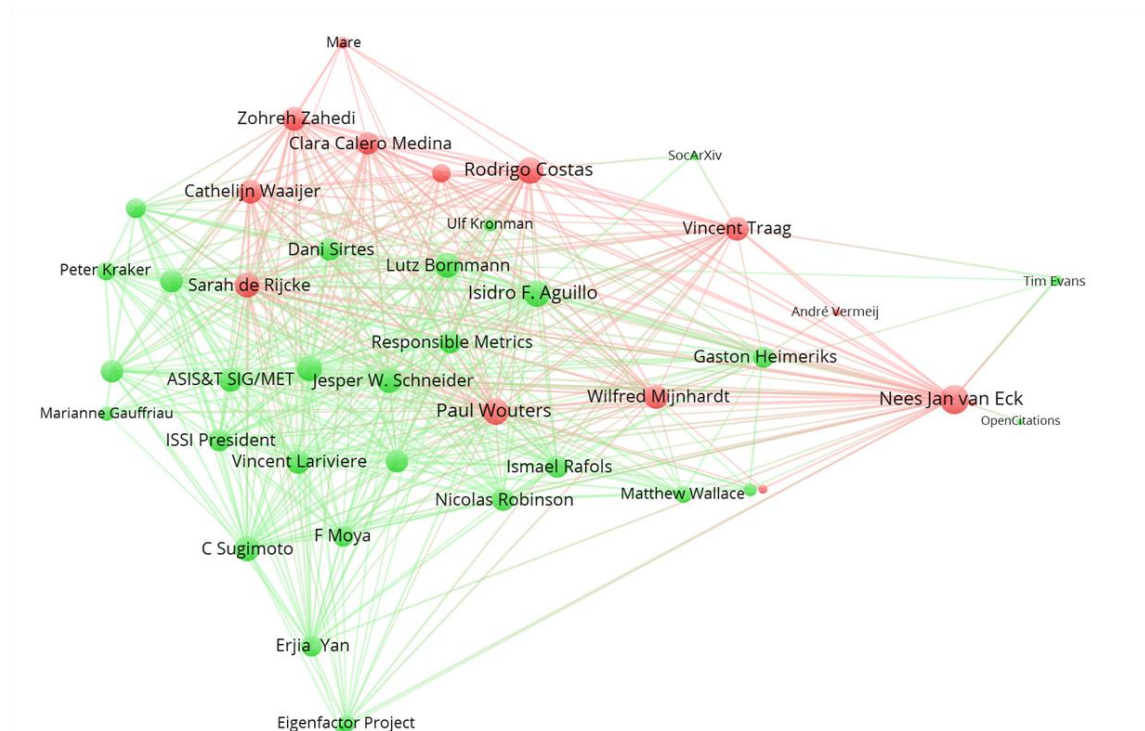 Mare
Zohreh Zahedi
Clara Calero Medina
SocArXiv
Rodrigo Costas
Cathelijn Waaijer
Ulf Kronman
Vincent Traag
Dani Sirtes
Lutz Bornmann
Peter Kraker
Sarah de Rijcke
Isidro F. Aguillo
Tim Evans
André Vermeij
Responsible Metrics
Gaston Heimeriks
ASIS&T SIG/MET
Jesper W. Schneider
Wilfred Mijnhardt
Nees Jan van Eck
Marianne Gauffriau
Paul Wouters
OpenCitations
ISSI President
Vincent Lariviere
Ismael Rafols
Nicolas Robinson
Matthew Wallace
C Sugimoto
F Moya
Erjia Yan
Eigenfactor Project